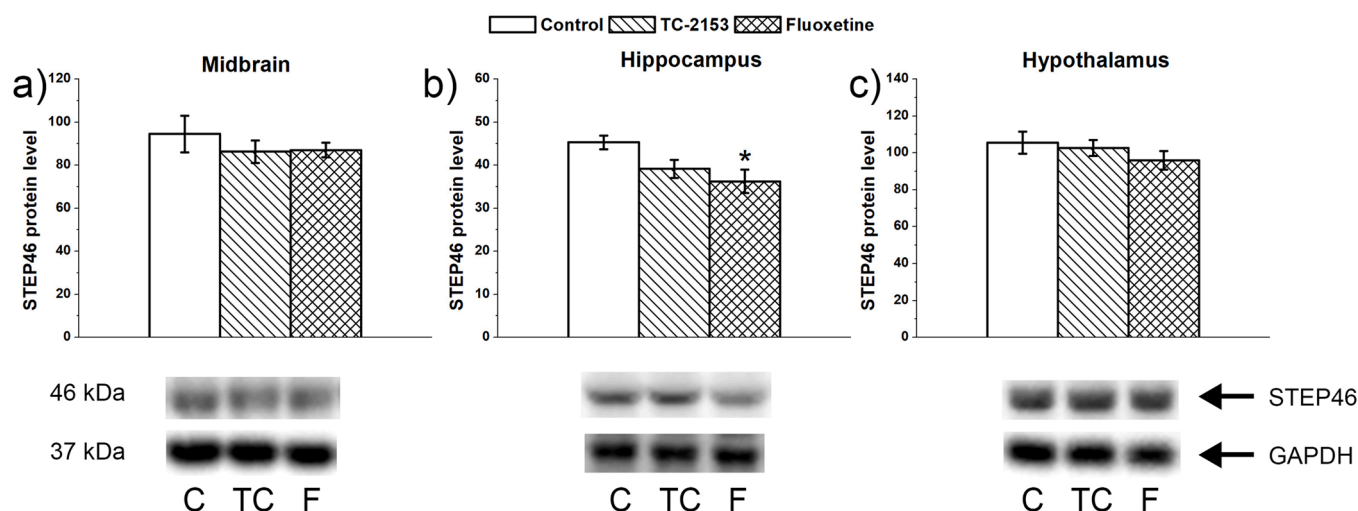 Control TC-2153 Fluoxetine
a) Midbrain
STEP46 protein level
120
100
80
60
40
20
0
b) Hippocampus
STEP46 protein level
60
50
40
30
20
10
0
*
c) Hypothalamus
STEP46 protein level
140
120
100
80
60
40
20
0
46 kDa
STEP46
37 kDa
GAPDH
C TC F
C TC F
C TC F